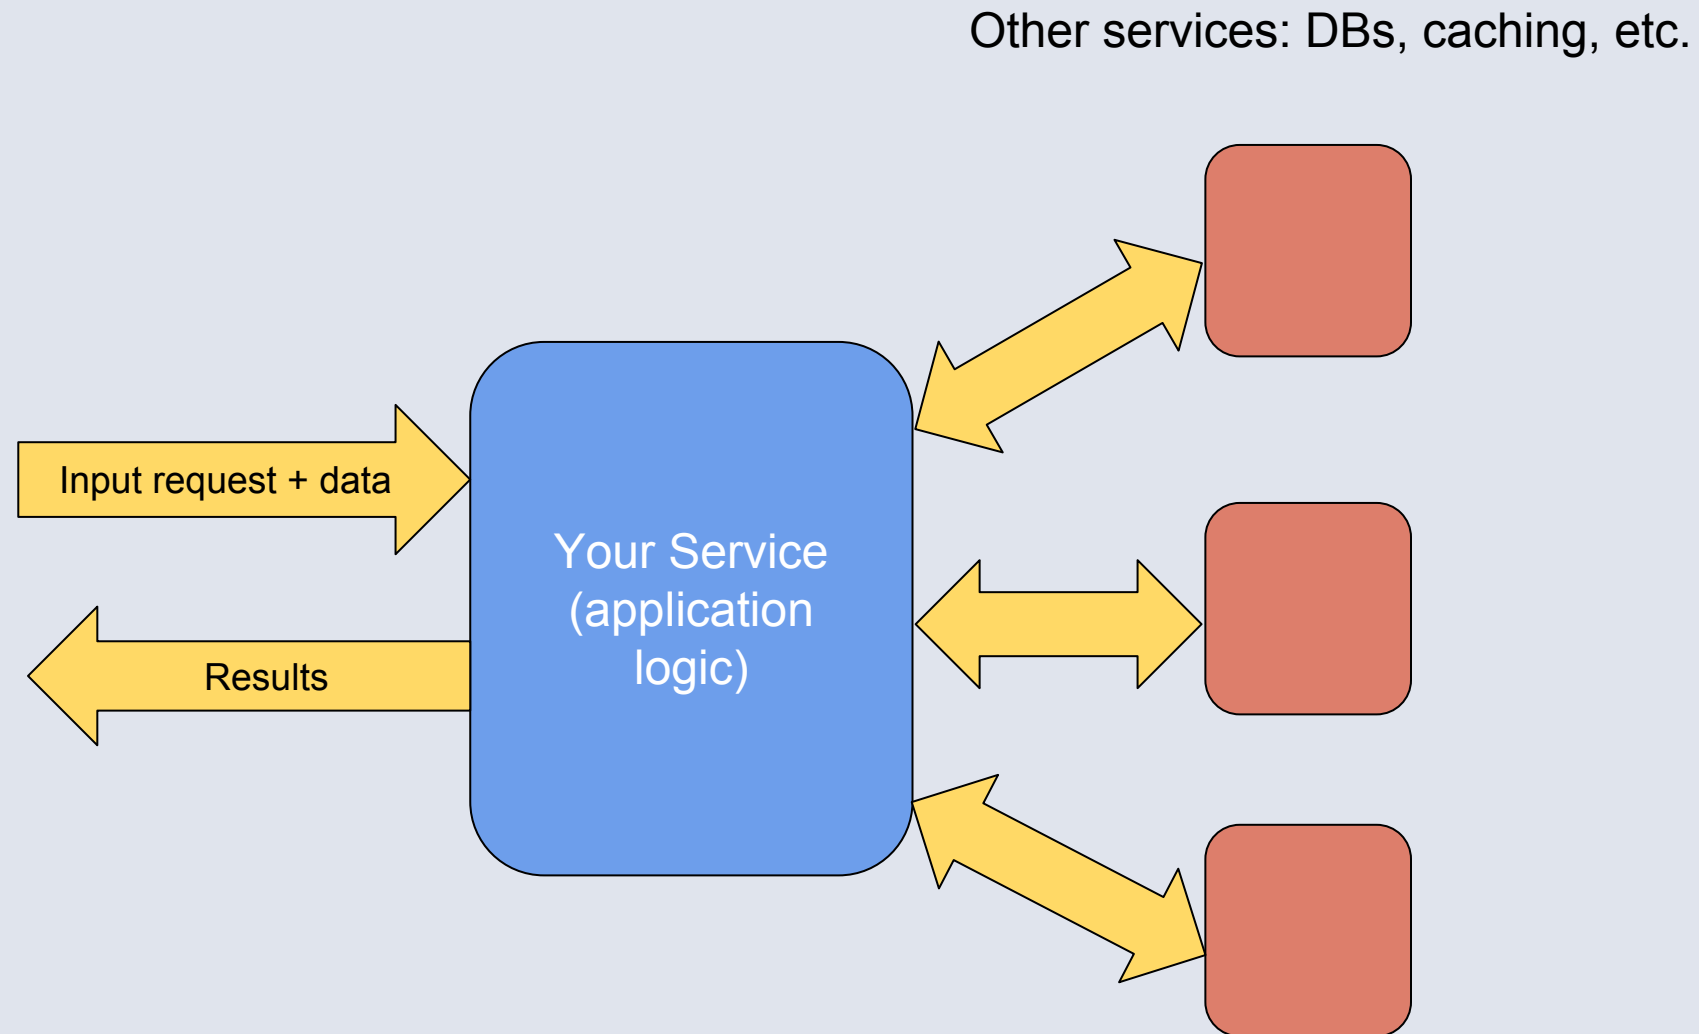 Other services: DBs, caching, etc.
Input request + data
Your Service
(application
logic)
Results